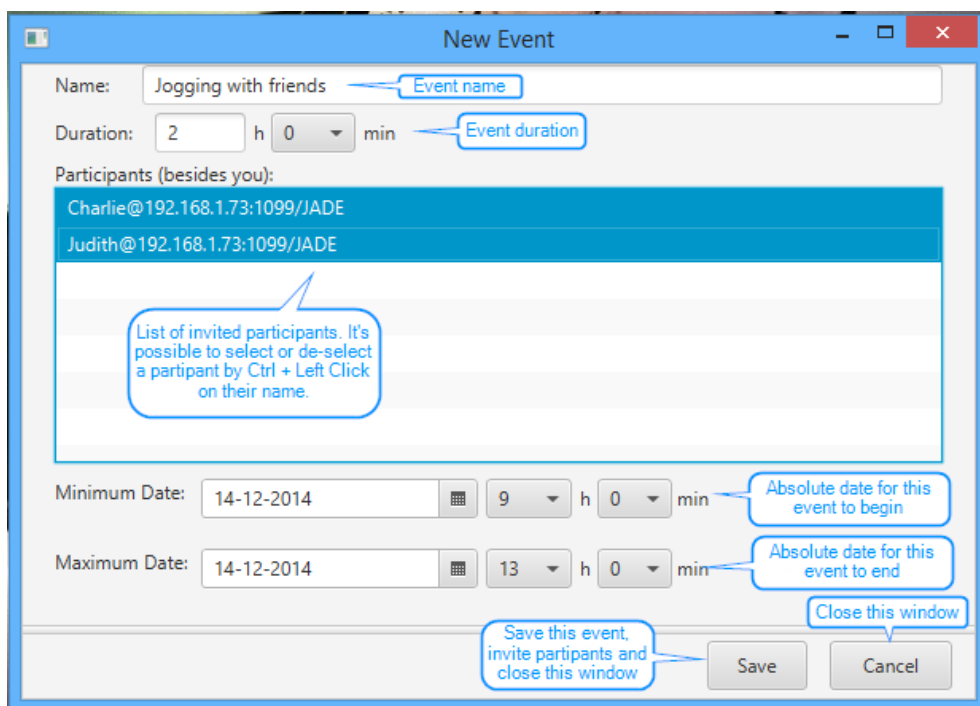 New Event
Name: Jogging with friends Event name
Duration: 2 h 0 min Event duration
Participants (besides you):
Charlie@192.168.1.73:1099/JADE
Judith@192.168.1.73:1099/JADE
List of invited participants. It's
possible to select or de-select
a partipant by Ctrl + Left Click
on their name.
Minimum Date: 14-12-2014 9 h 0 min
Absolute date for this
event to begin
Maximum Date: 14-12-2014 13 h 0 min
Absolute date for this
event to end
Close this window
Save this event,
invite partipants and
close this window
Save Cancel